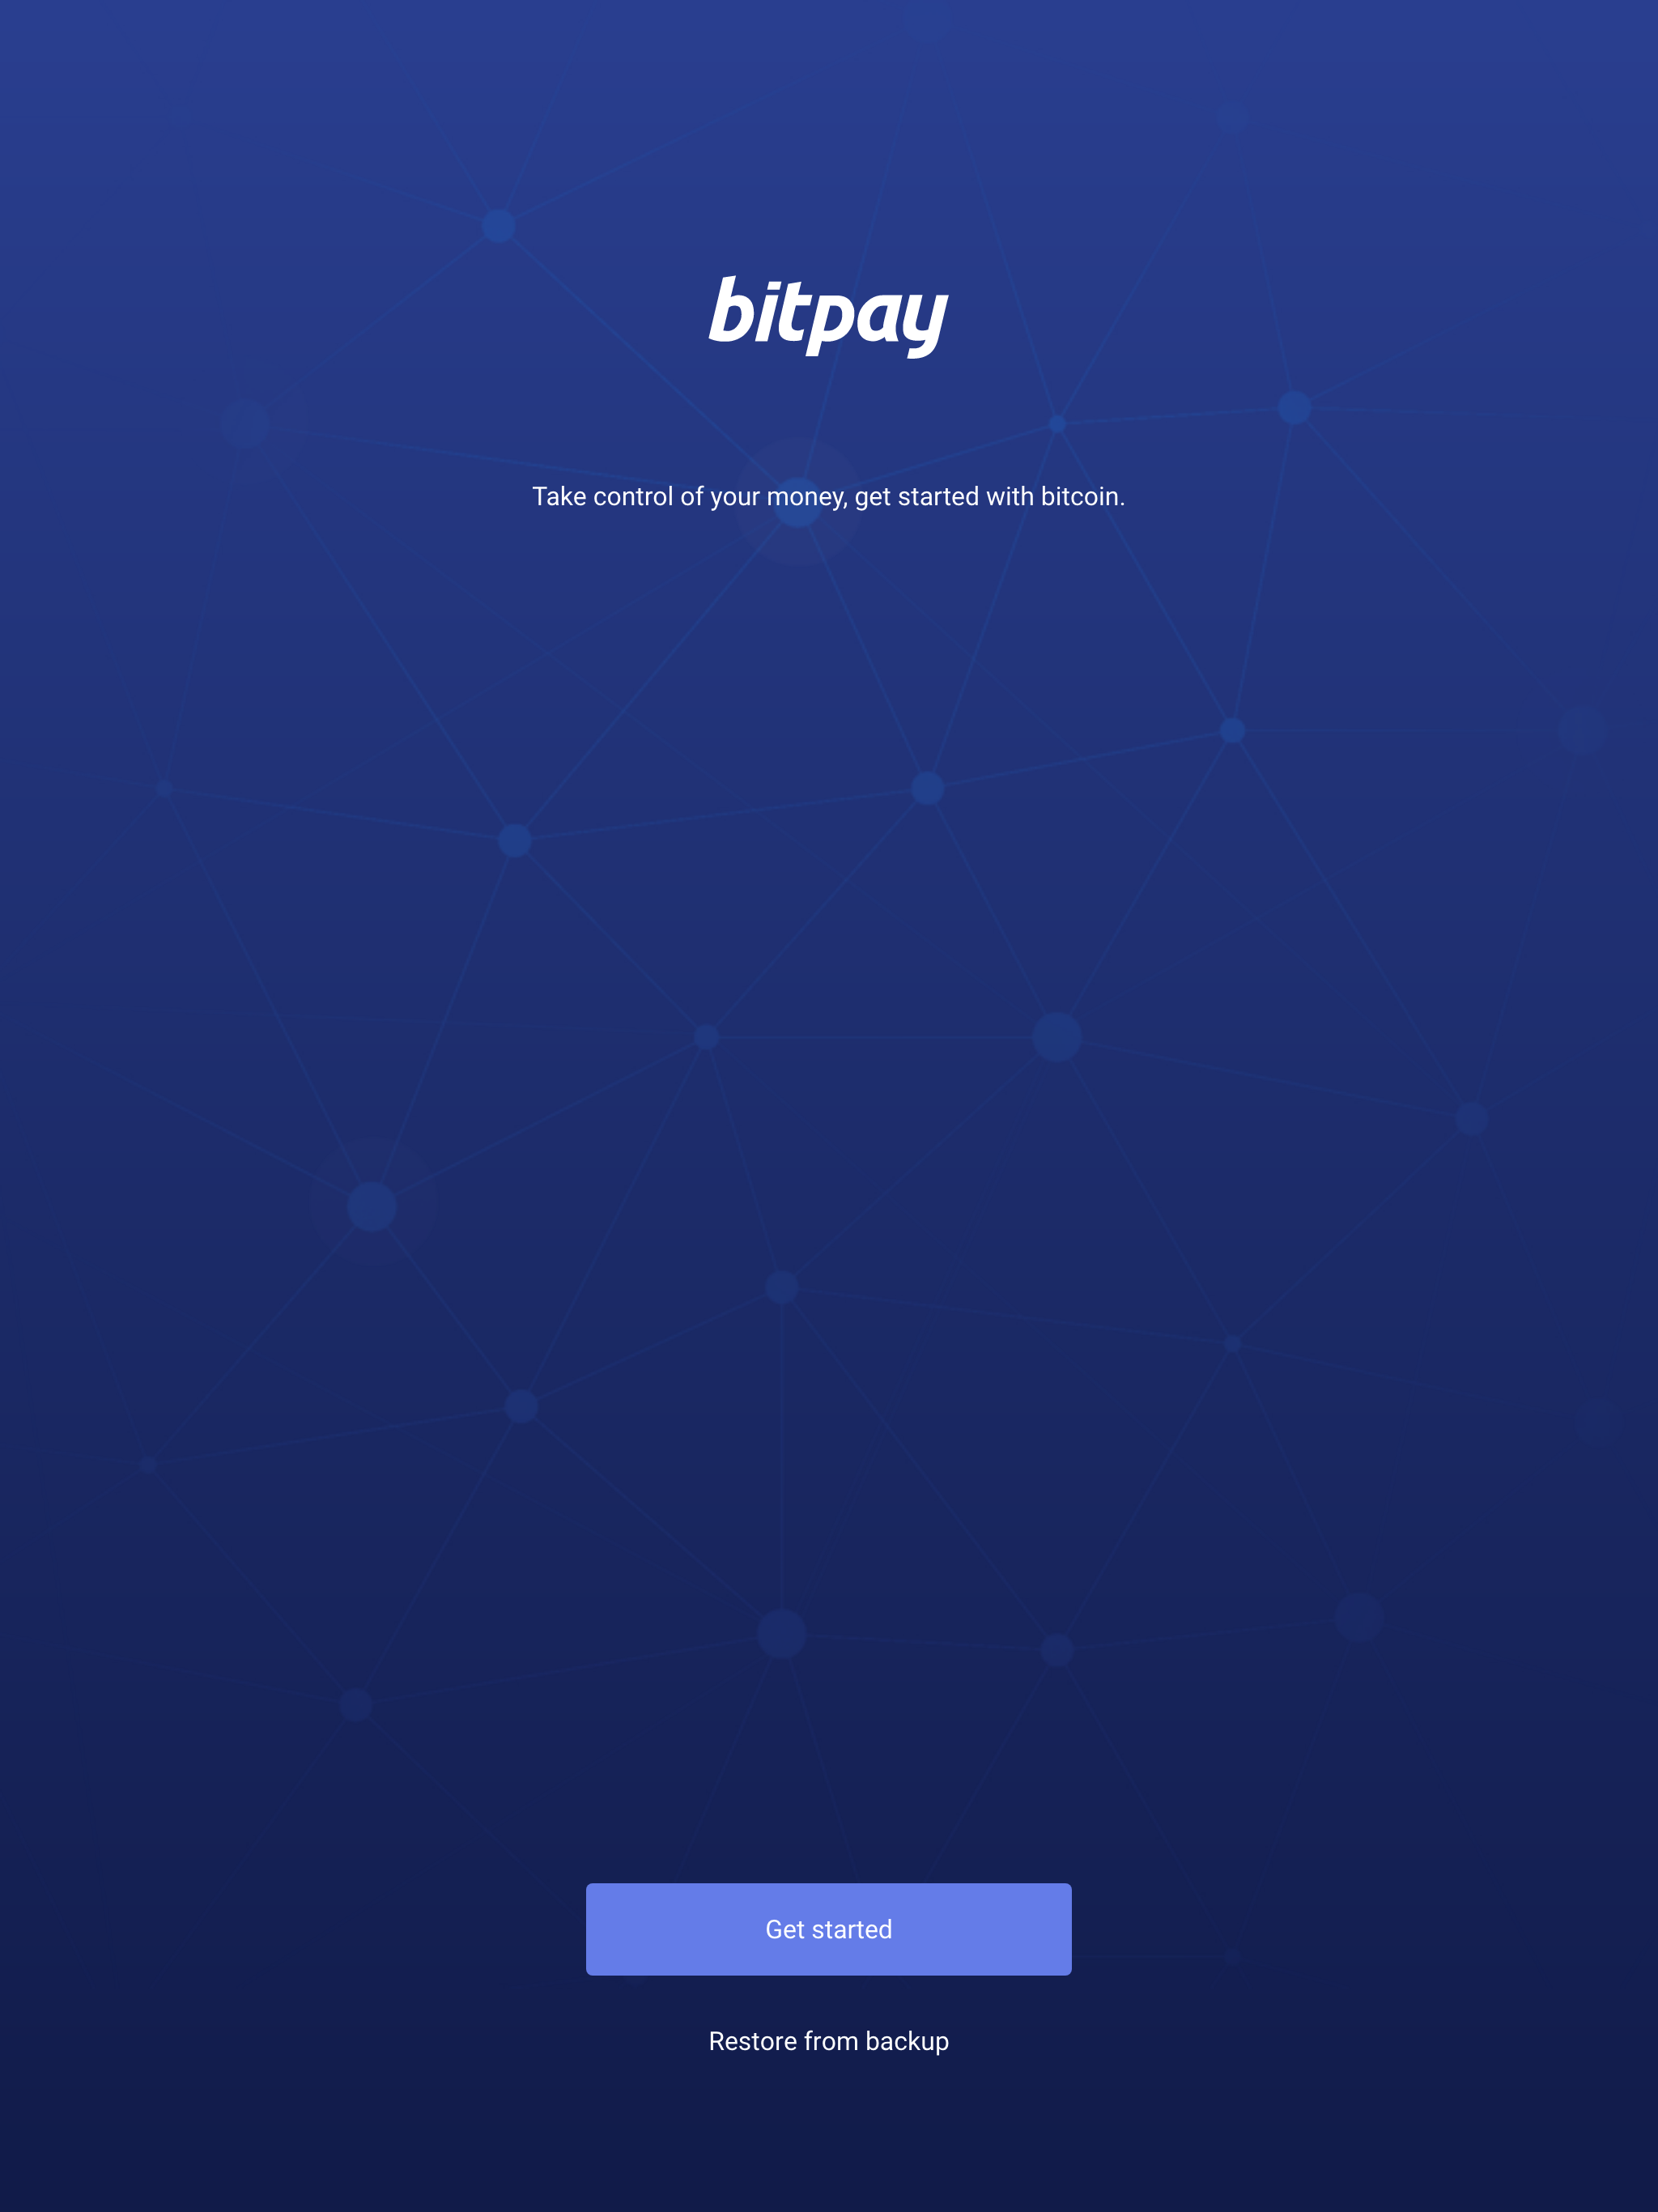 bitpay
Take control of your money, get started with bitcoin.
Get started
Restore from backup